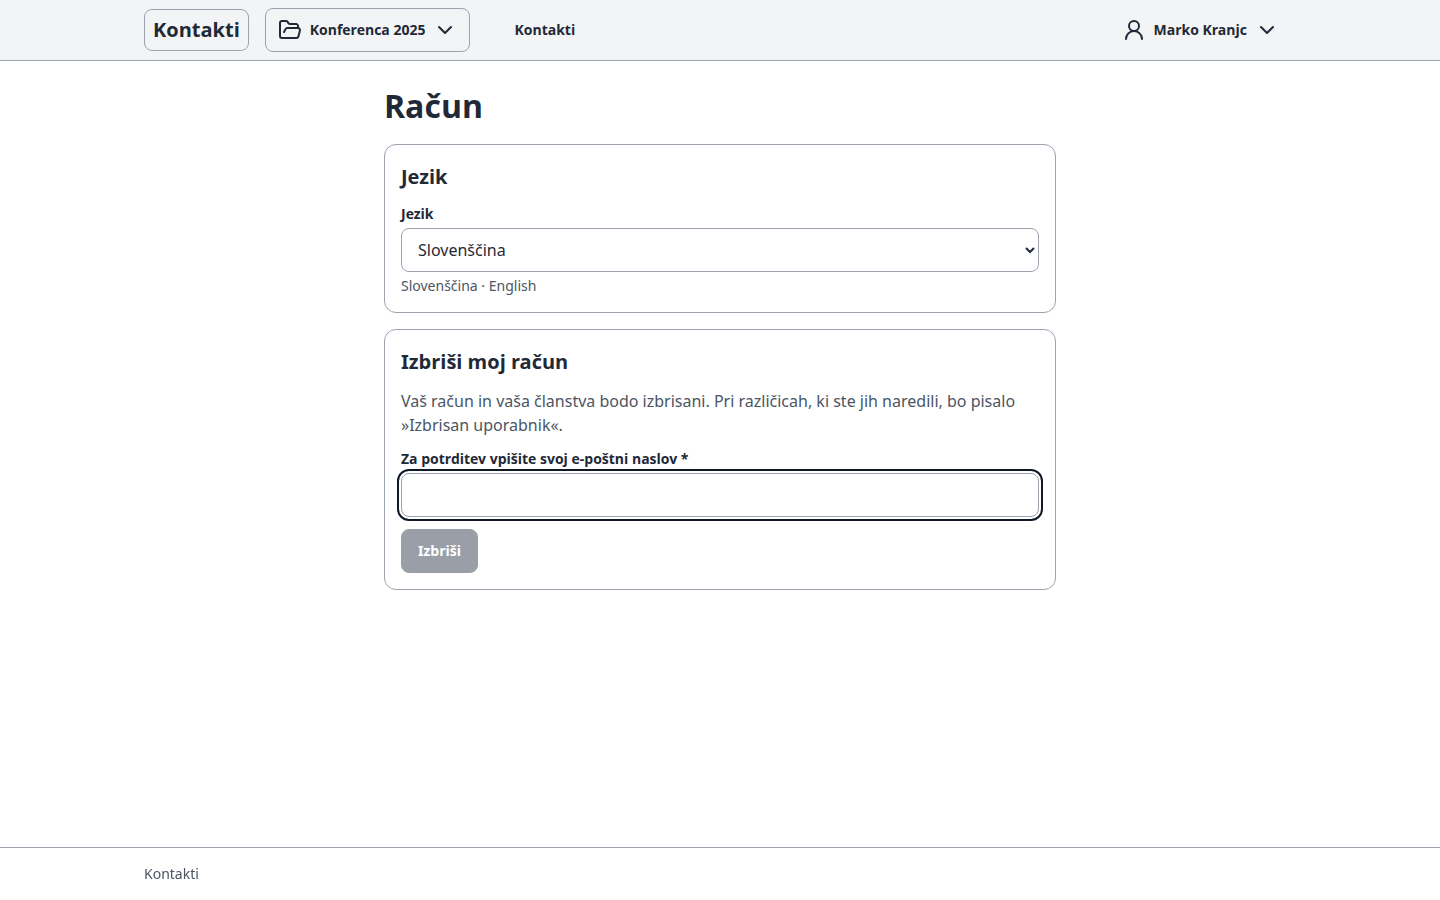 Kontakti
Konferenca 2025
Kontakti
Marko Kranjc
Račun
Jezik
Jezik
Slovenščina
Slovenščina · English
Izbriši moj račun
Vaš račun in vaša članstva bodo izbrisani. Pri različicah, ki ste jih naredili, bo pisalo
»Izbrisan uporabnik«.
Za potrditev vpišite svoj e-poštni naslov *
Izbriši
Kontakti